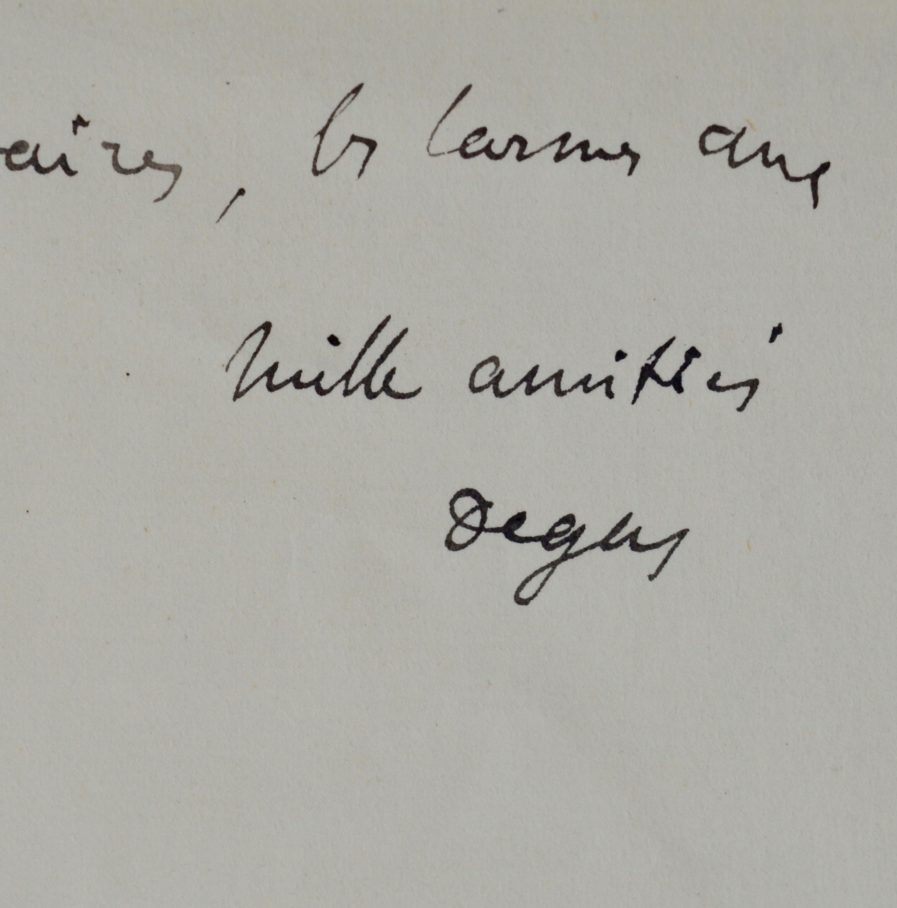 aires, les larmes aux
Mille amitiés
Degas